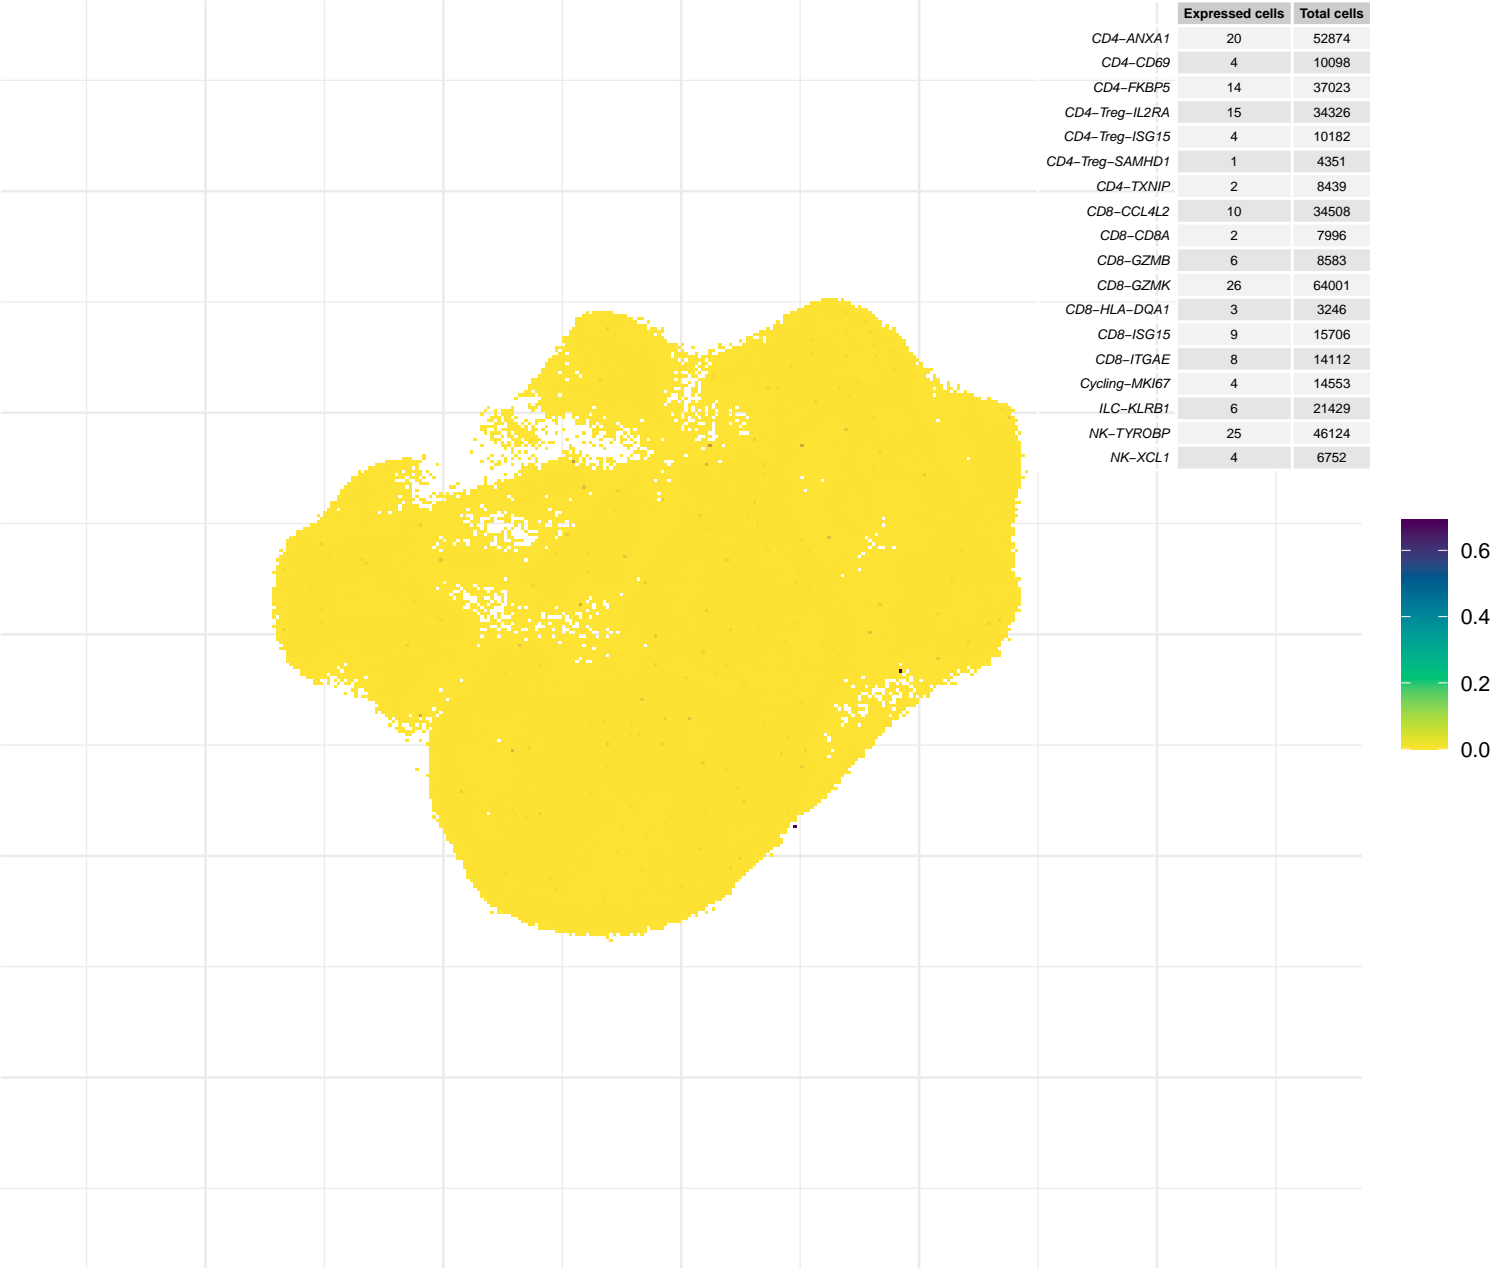 Expressed cells Total cells
CD4−ANXA1 20 52874
CD4−CD69 4 10098
CD4−FKBP5 14 37023
CD4−Treg−IL2RA 15 34326
CD4−Treg−ISG15 4 10182
CD4−Treg−SAMHD1 1 4351
CD4−TXNIP 2 8439
CD8−CCL4L2 10 34508
CD8−CD8A 2 7996
CD8−GZMB 6 8583
CD8−GZMK 26 64001
CD8−HLA−DQA1 3 3246
CD8−ISG15 9 15706
CD8−ITGAE 8 14112
Cycling−MKI67 4 14553
ILC−KLRB1 6 21429
NK−TYROBP 25 46124
NK−XCL1 4 6752
0.6
0.4
0.2
0.0